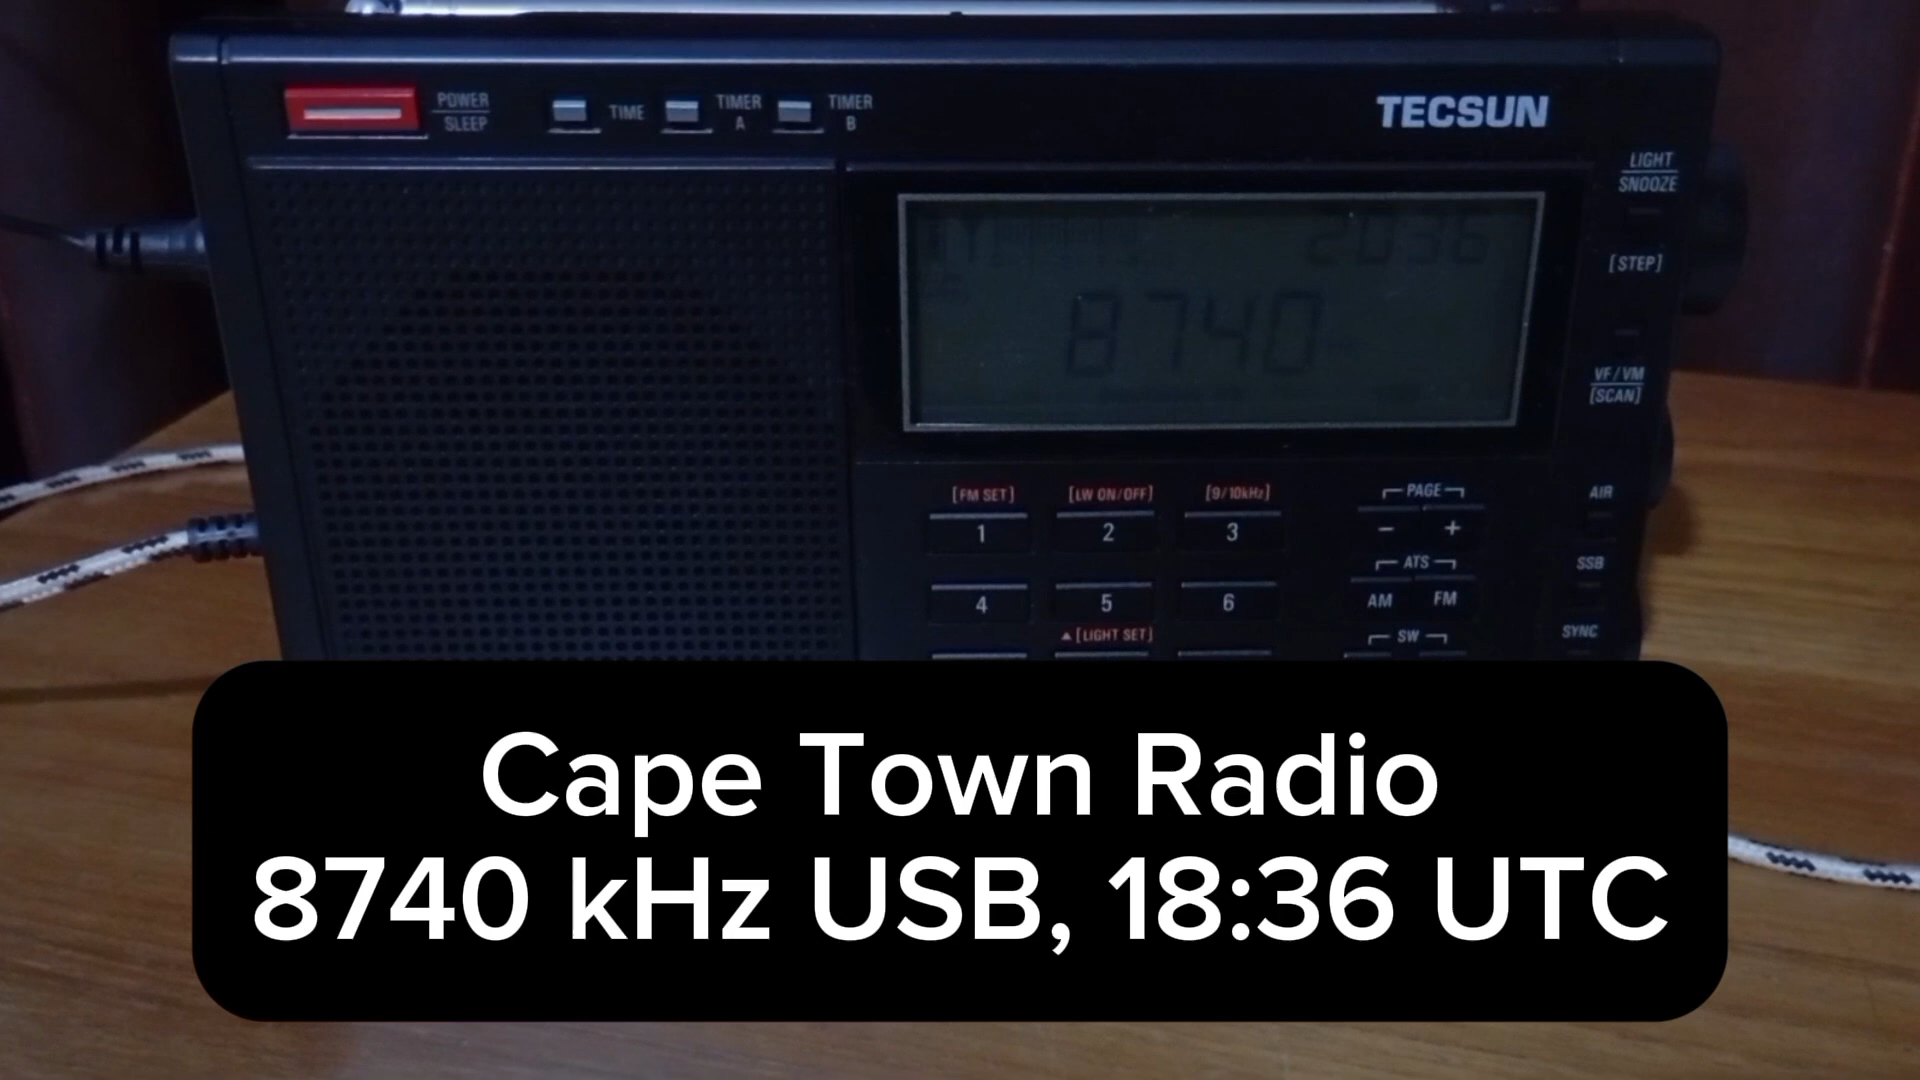 POWER
SLEEP
TIME
TIMER
A
TIMER
B
TECSUN
LIGHT
SNOOZE
2036
[STEP]
8740
VF/VM
[SCAN]
[FM SET]
[LW ON/OFF]
[9/10kHz]
PAGE
AIR
1
2
3
-
+
ATS
SSB
4
5
6
AM
FM
[LIGHT SET]
SW
SYNC
Cape Town Radio
8740 kHz USB, 18:36 UTC